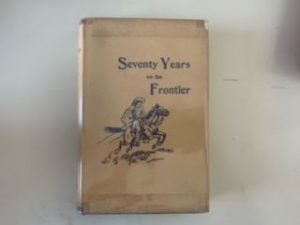 Seventy Years
on the
Frontier